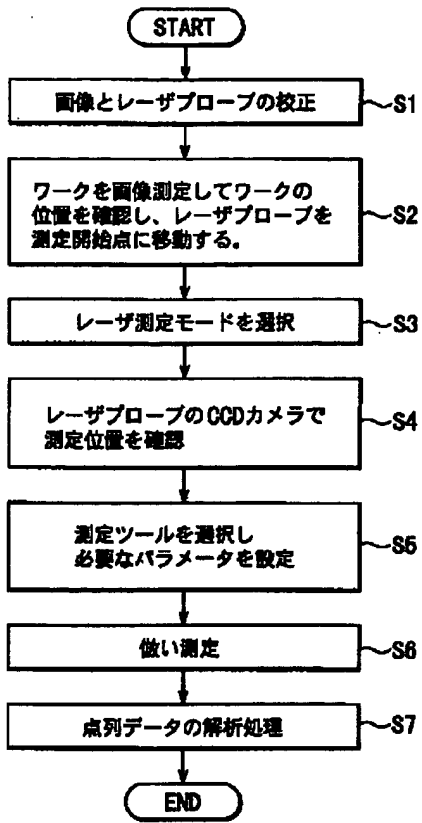 START
画像とレーザプローブの校正
S1
ワークを画像測定してワークの
位置を確認し、レーザプローブを
測定開始点に移動する。
S2
レーザ測定モードを選択
S3
レーザプローブのCCDカメラで
測定位置を確認
S4
測定ツールを選択し
必要なパラメータを設定
S5
倣い測定
S6
点列データの解析処理
S7
END